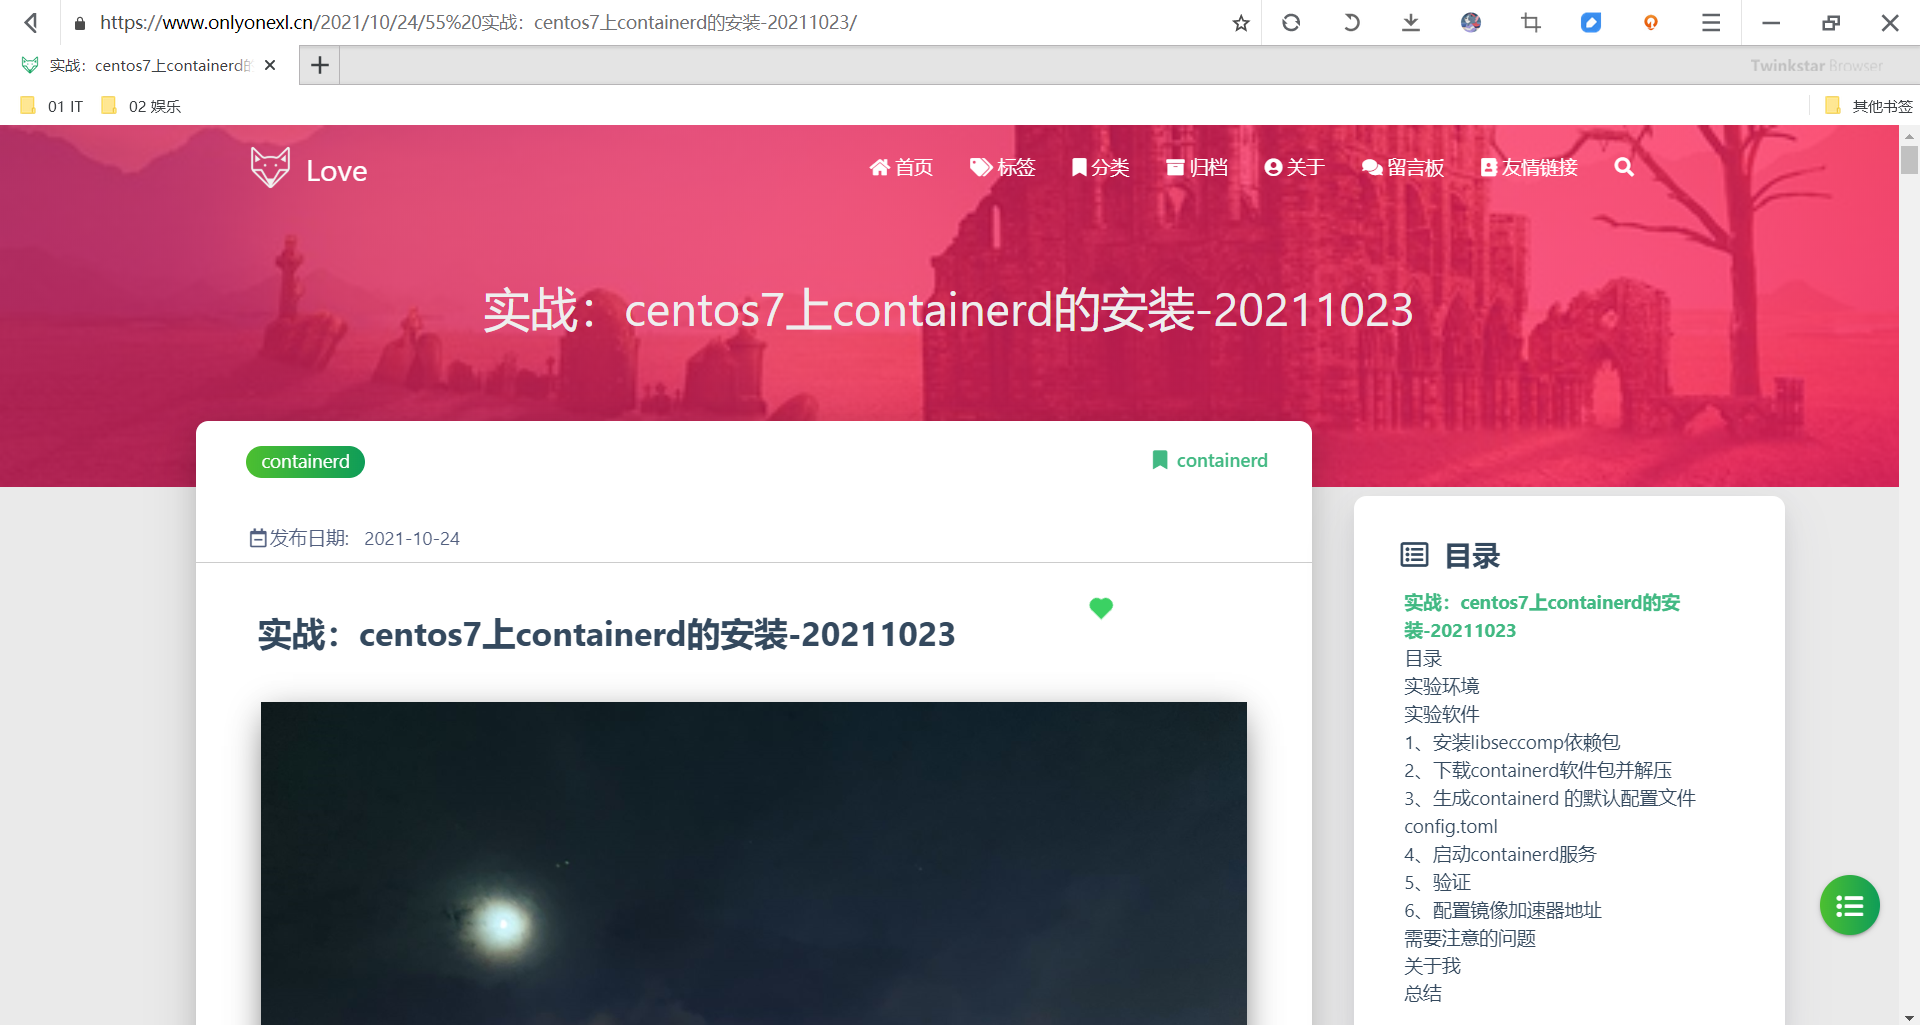 https://www.onlyonexl.cn/2021/10/24/55%20实战：centos7上containerd的安装-20211023/
实战：centos7上containerd的
Twinkstar Browser
01 IT
02 娱乐
其他书签
Love
首页
标签
分类
归档
关于
留言板
友情链接
实战：centos7上containerd的安装-20211023
containerd
containerd
发布日期: 2021-10-24
实战：centos7上containerd的安装-20211023
目录
实战：centos7上containerd的安
装-20211023
目录
实验环境
实验软件
1、安装libseccomp依赖包
2、下载containerd软件包并解压
3、生成containerd 的默认配置文件
config.toml
4、启动containerd服务
5、验证
6、配置镜像加速器地址
需要注意的问题
关于我
总结